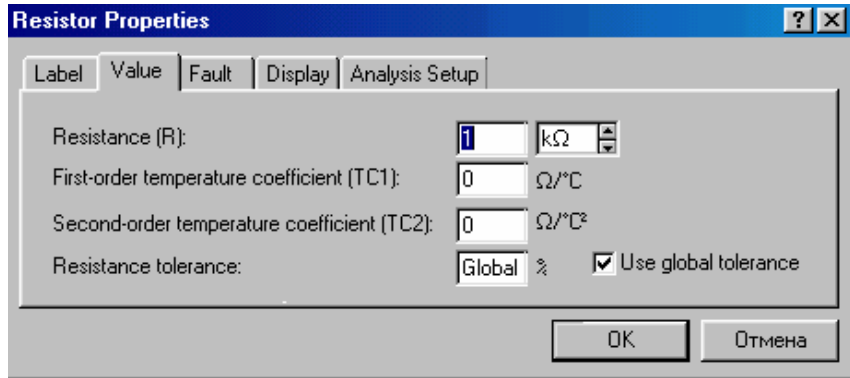 Resistor Properties
Label Value Fault Display Analysis Setup
Resistance (R): 1 kΩ
First-order temperature coefficient (TC1): 0 Ω/°C
Second-order temperature coefficient (TC2): 0 Ω/°C²
Resistance tolerance: Global % Use global tolerance
OK Отмена